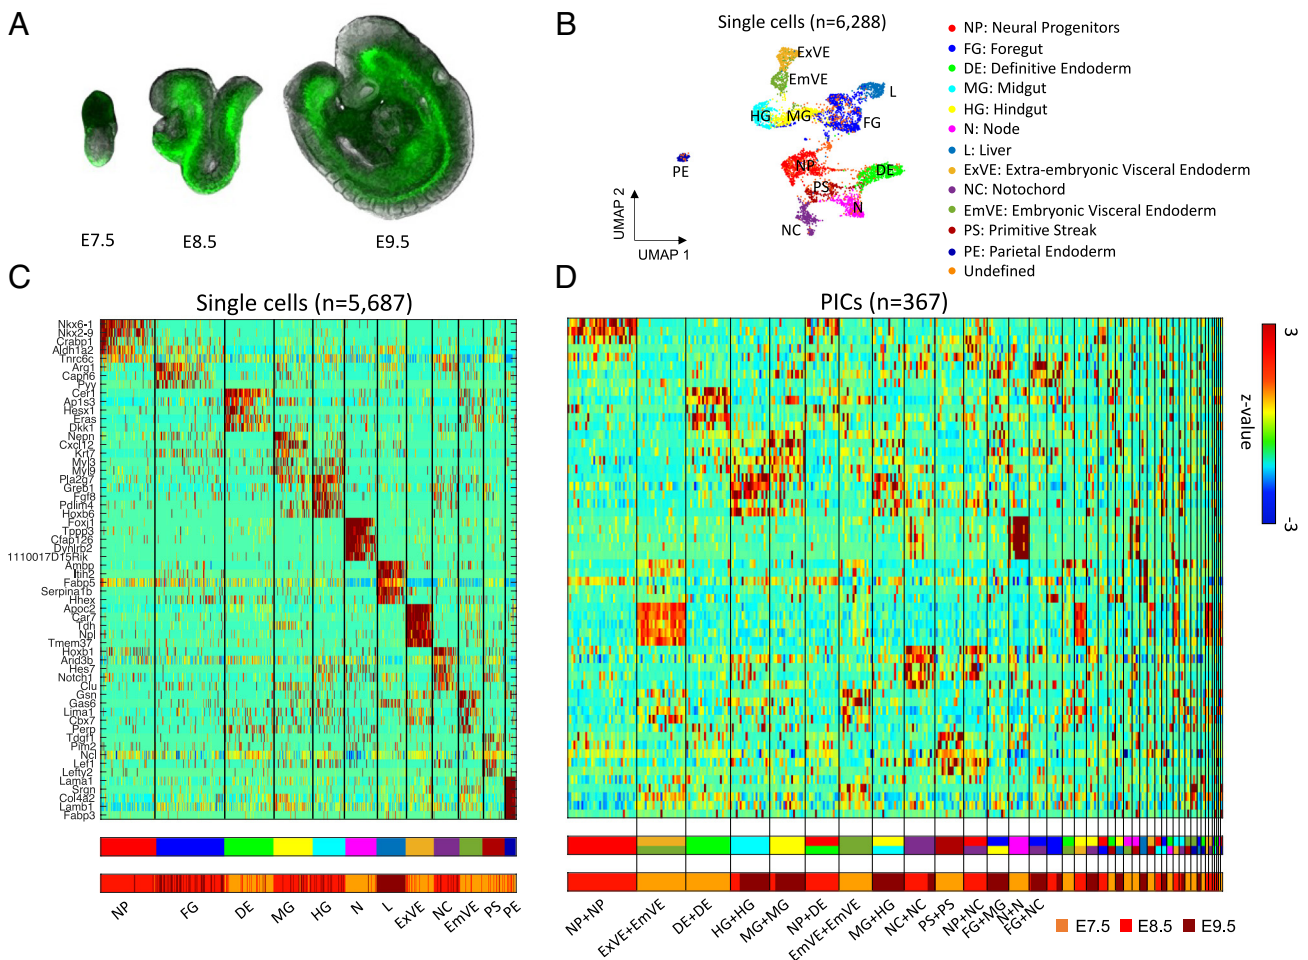 A
E7.5
E8.5
E9.5
B
Single cells (n=6,288)
ExVE
EmVE
L
HG
MG
FG
PE
NP
DE
PS
N
NC
UMAP 2
UMAP 1
NP: Neural Progenitors
FG: Foregut
DE: Definitive Endoderm
MG: Midgut
HG: Hindgut
N: Node
L: Liver
ExVE: Extra-embryonic Visceral Endoderm
NC: Notochord
EmVE: Embryonic Visceral Endoderm
PS: Primitive Streak
PE: Parietal Endoderm
Undefined
C
Single cells (n=5,687)
Nkx6-1
Nkx2-9
Crabp1
Aldh1a2
Tnrc6c
Arg1
Capn6
Pyy
Cer1
Ap1s3
Hesx1
Eras
Dkk1
Nepn
Cxcl12
Krt7
Myl3
Myl9
Pla2g7
Greb1
Fgf8
Pdlim4
Hoxb6
Foxj1
Tppp3
Cfap126
Dynlrb2
1110017D15Rik
Ambp
Itih2
Fabp5
Serpina1b
Hhex
Apoc2
Car7
Tdh
Npl
Tmem37
Hoxb1
Arid3b
Hes7
Notch1
Clu
Gsn
Gas6
Lima1
Cbx7
Perp
Tdgf1
Pim2
Ncl
Lef1
Lefty2
Lama1
Srgn
Col4a2
Lamb1
Fabp3
NP
FG
DE
MG
HG
N
L
ExVE
NC
EmVE
PS
PE
D
PICs (n=367)
3
z-value
-3
NP+NP
ExVE+EmVE
DE+DE
HG+HG
MG+MG
NP+DE
EmVE+EmVE
MG+HG
NC+NC
PS+PS
NP+NC
FG+MG
N+N
FG+NC
E7.5
E8.5
E9.5